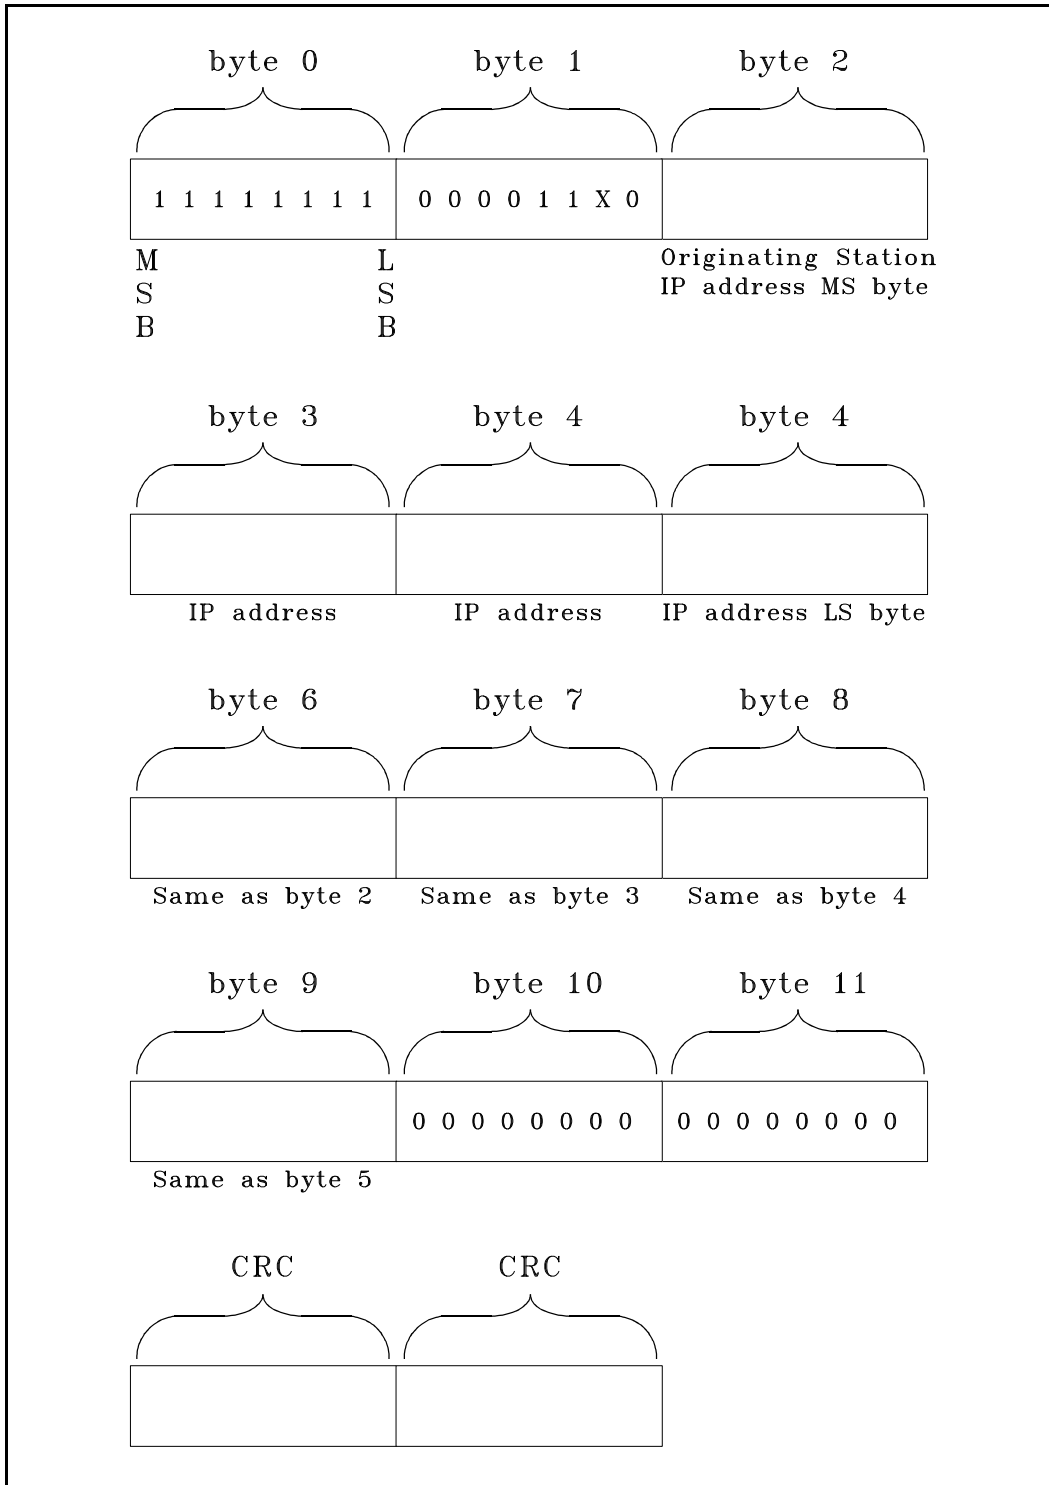 byte 0 byte 1 byte 2
1 1 1 1 1 1 1 1 0 0 0 0 1 1 X 0
M L Originating Station
S S IP address MS byte
B B
byte 3 byte 4 byte 4
IP address IP address IP address LS byte
byte 6 byte 7 byte 8
Same as byte 2 Same as byte 3 Same as byte 4
byte 9 byte 10 byte 11
0 0 0 0 0 0 0 0 0 0 0 0 0 0 0 0
Same as byte 5
CRC CRC